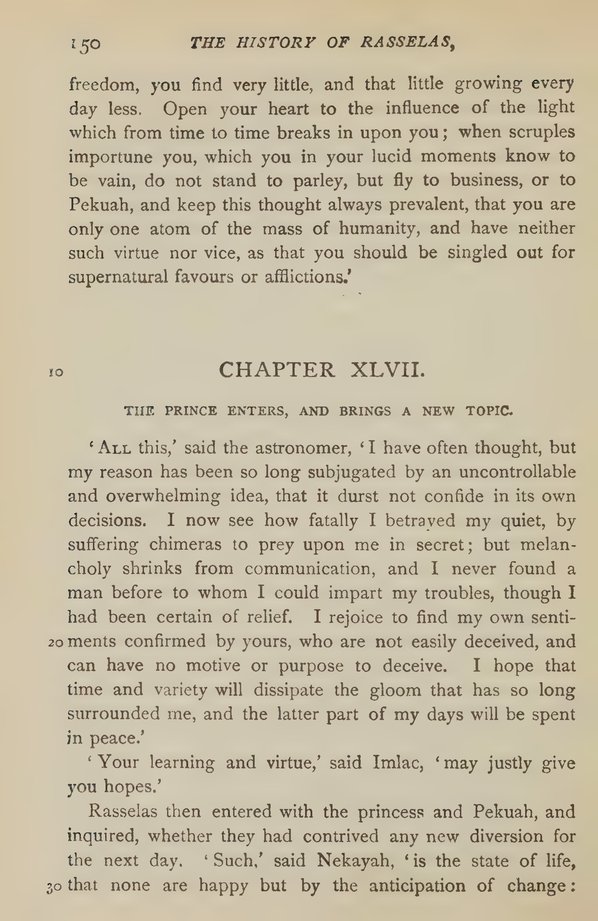 150 THE HISTORY OF RASSELAS,
freedom, you find very little, and that little growing every
day less. Open your heart to the influence of the light
which from time to time breaks in upon you; when scruples
importune you, which you in your lucid moments know to
be vain, do not stand to parley, but fly to business, or to
Pekuah, and keep this thought always prevalent, that you are
only one atom of the mass of humanity, and have neither
such virtue nor vice, as that you should be singled out for
supernatural favours or afflictions.’
10 CHAPTER XLVII.
THE PRINCE ENTERS, AND BRINGS A NEW TOPIC.
‘ALL this,’ said the astronomer, ‘I have often thought, but
my reason has been so long subjugated by an uncontrollable
and overwhelming idea, that it durst not confide in its own
decisions. I now see how fatally I betrayed my quiet, by
suffering chimeras to prey upon me in secret; but melan-
choly shrinks from communication, and I never found a
man before to whom I could impart my troubles, though I
had been certain of relief. I rejoice to find my own senti-
20 ments confirmed by yours, who are not easily deceived, and
can have no motive or purpose to deceive. I hope that
time and variety will dissipate the gloom that has so long
surrounded me, and the latter part of my days will be spent
in peace.’
‘Your learning and virtue,’ said Imlac, ‘may justly give
you hopes.’
Rasselas then entered with the princess and Pekuah, and
inquired, whether they had contrived any new diversion for
the next day. ‘Such,’ said Nekayah, ‘is the state of life,
30 that none are happy but by the anticipation of change: